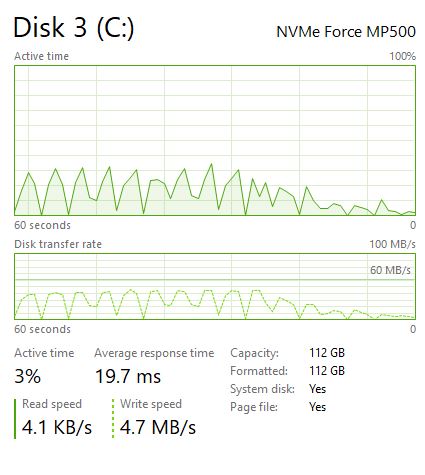 Disk 3 (C:) NVMe Force MP500
Active time 100%
60 seconds 0
Disk transfer rate 100 MB/s
60 MB/s
60 seconds 0
Active time Average response time
3% 19.7 ms
Read speed Write speed
4.1 KB/s 4.7 MB/s
Capacity: 112 GB
Formatted: 112 GB
System disk: Yes
Page file: Yes